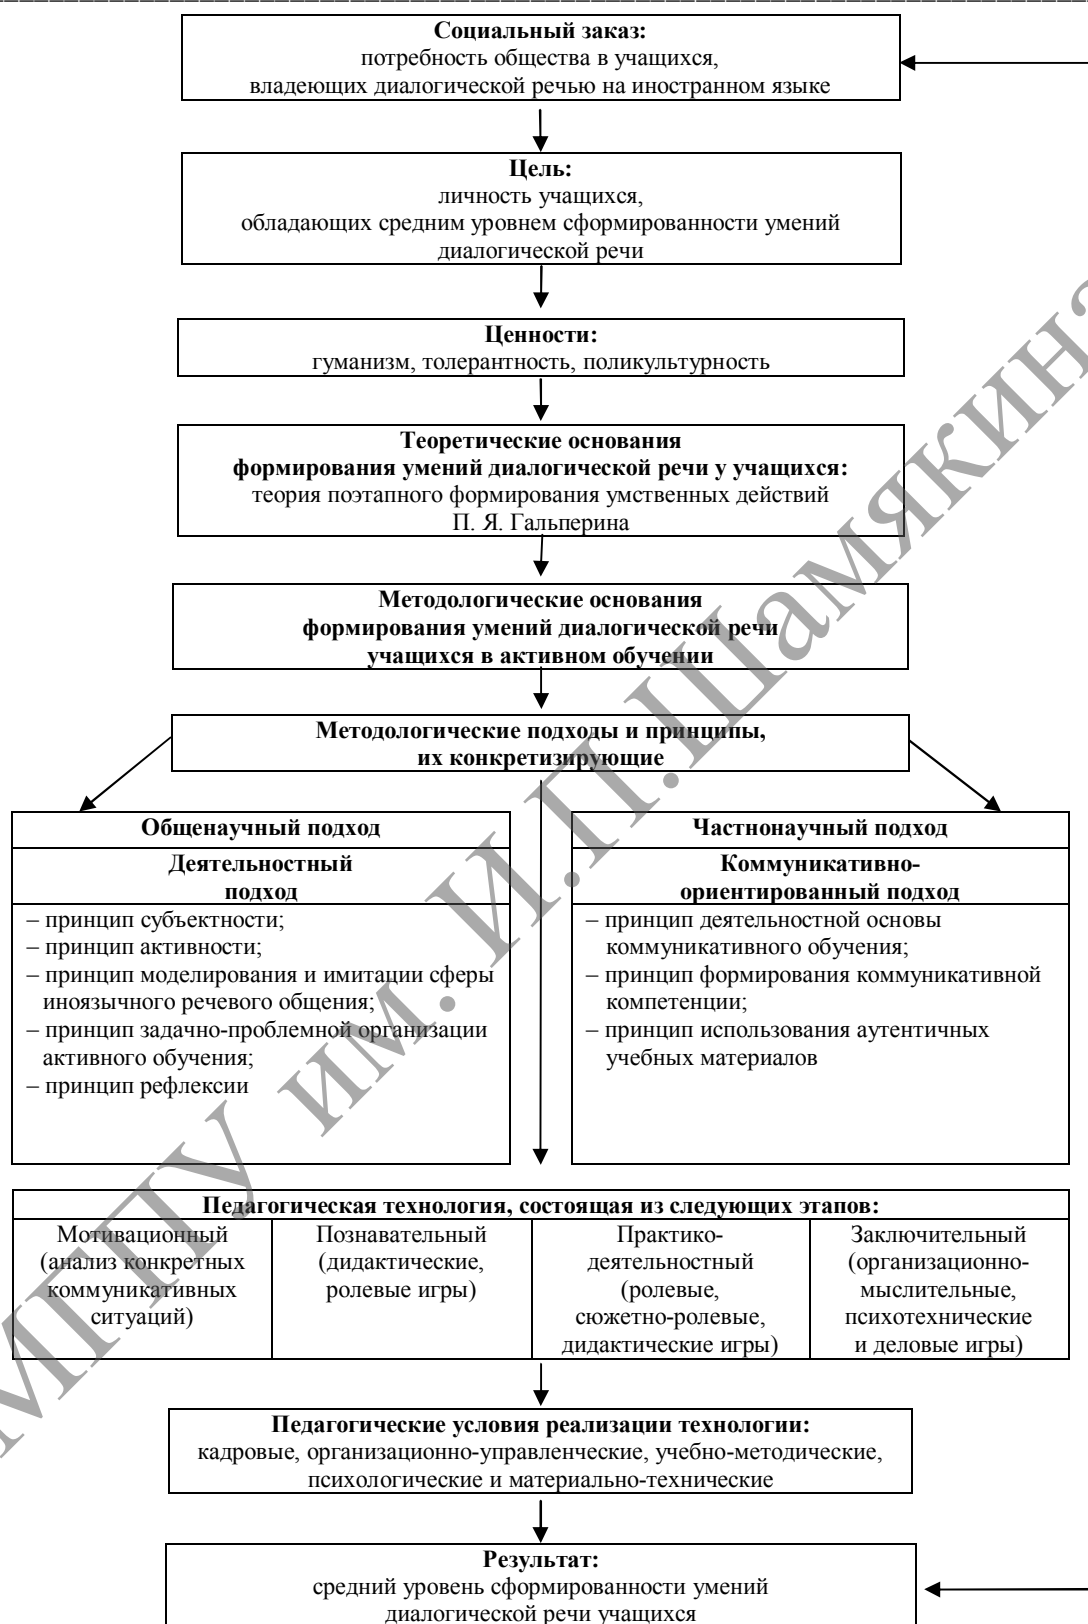 Социальный заказ:
потребность общества в учащихся,
владеющих диалогической речью на иностранном языке
Цель:
личность учащихся,
обладающих средним уровнем сформированности умений
диалогической речи
Ценности:
гуманизм, толерантность, поликультурность
Теоретические основания
формирования умений диалогической речи у учащихся:
теория поэтапного формирования умственных действий
П. Я. Гальперина
Методологические основания
формирования умений диалогической речи
учащихся в активном обучении
Методологические подходы и принципы,
их конкретизирующие
Общенаучный подход
Деятельностный
подход
– принцип субъектности;
– принцип активности;
– принцип моделирования и имитации сферы
иноязычного речевого общения;
– принцип задачно-проблемной организации
активного обучения;
– принцип рефлексии
Частнонаучный подход
Коммуникативно-
ориентированный подход
– принцип деятельностной основы
коммуникативного обучения;
– принцип формирования коммуникативной
компетенции;
– принцип использования аутентичных
учебных материалов
Педагогическая технология, состоящая из следующих этапов:
Мотивационный
(анализ конкретных
коммуникативных
ситуаций)
Познавательный
(дидактические,
ролевые игры)
Практико-
деятельностный
(ролевые,
сюжетно-ролевые,
дидактические игры)
Заключительный
(организационно-
мыслительные,
психотехнические
и деловые игры)
Педагогические условия реализации технологии:
кадровые, организационно-управленческие, учебно-методические,
психологические и материально-технические
Результат:
средний уровень сформированности умений
диалогической речи учащихся
МГПУ им. И.П.Шамякина